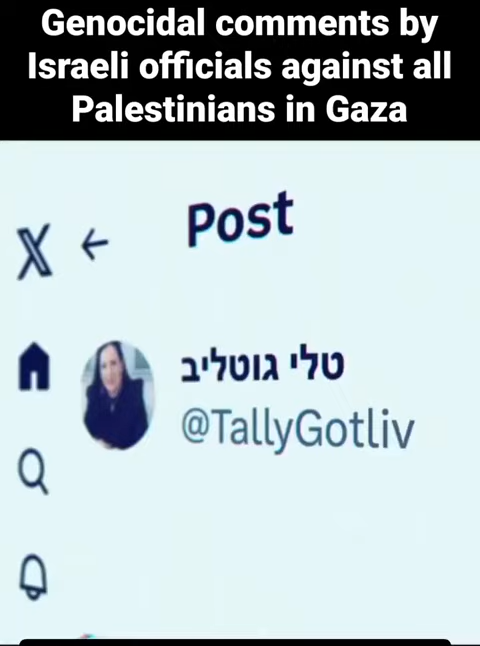 Genocidal comments by
Israeli officials against all
Palestinians in Gaza
Post
טלי גוטליב
@TallyGotliv